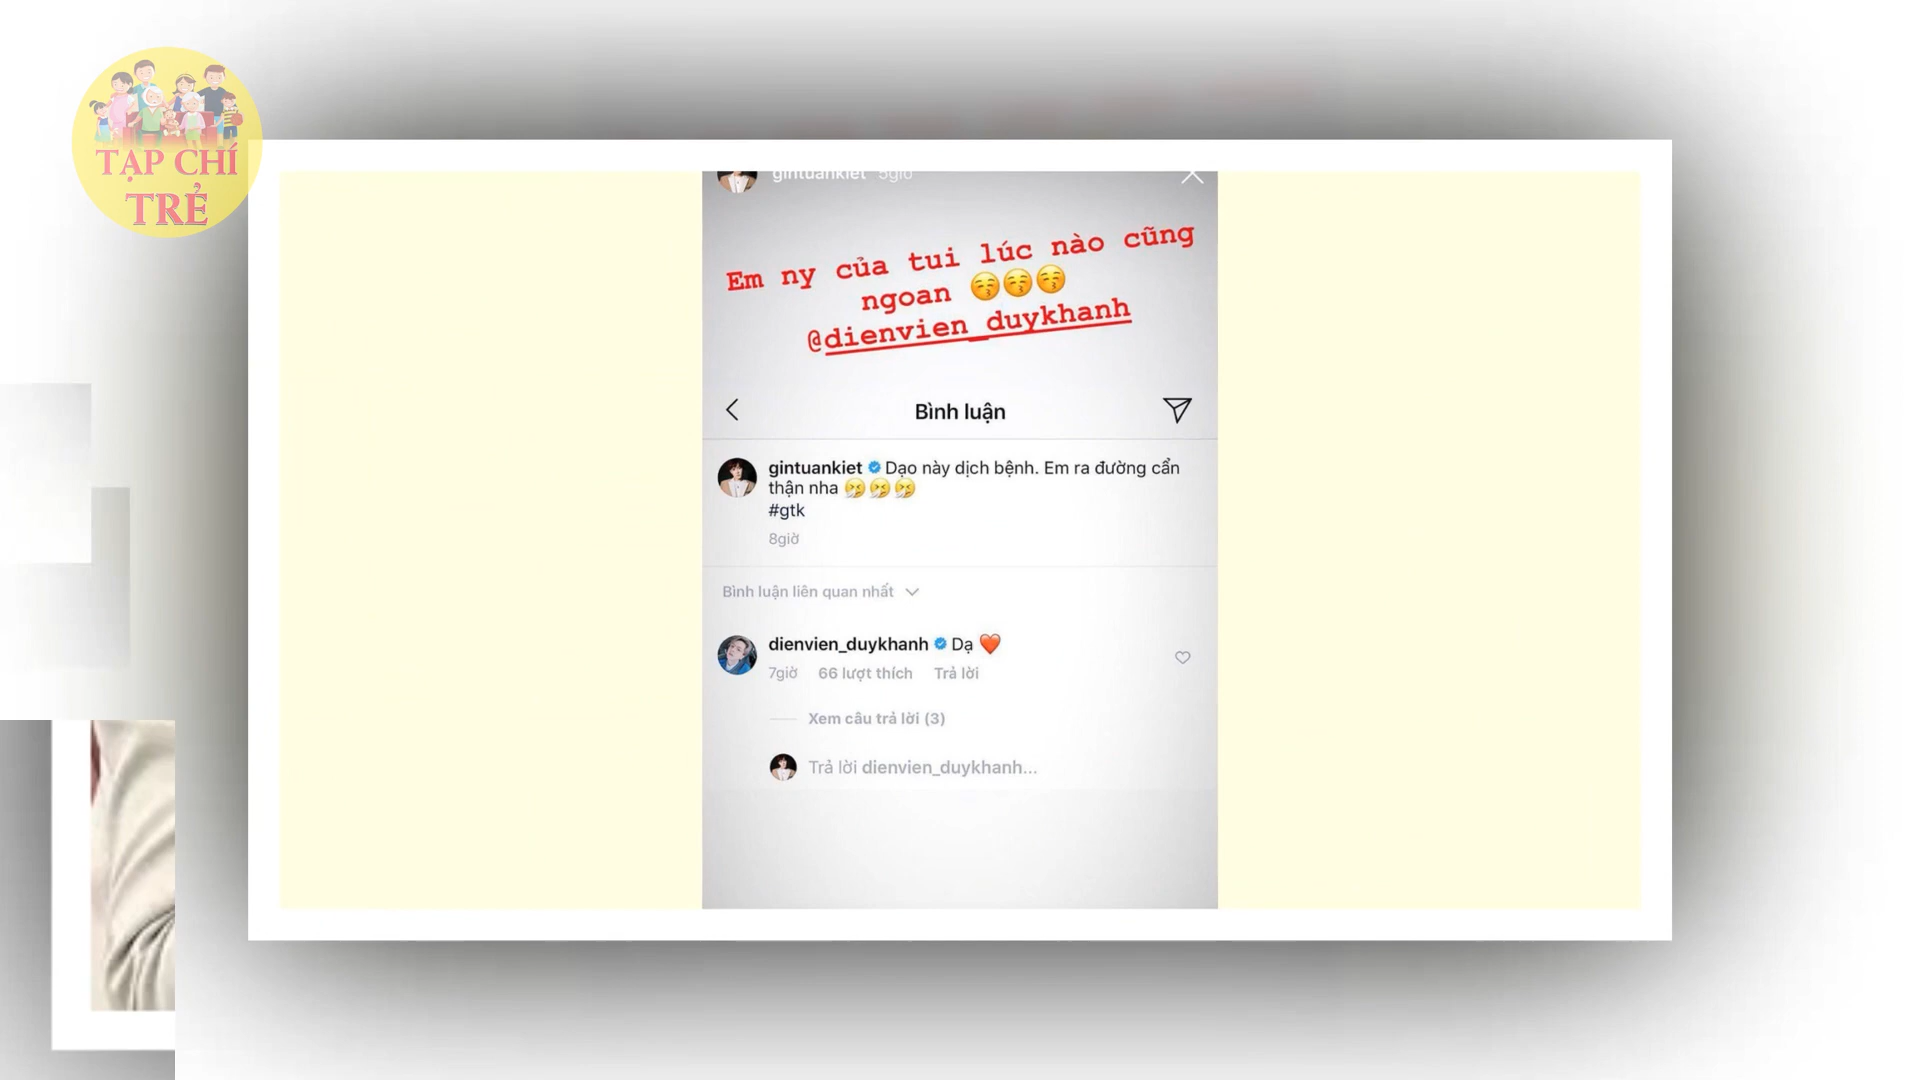 TẠP CHÍ
TRẺ
gintuankiet 5giờ
Em ny của tui lúc nào cũng
ngoan 😚😚😚
@dienvien_duykhanh
Bình luận
gintuankiet Dạo này dịch bệnh. Em ra đường cẩn
thận nha 🤧🤧🤧
#gtk
8giờ
Bình luận liên quan nhất
dienvien_duykhanh Dạ ❤️
7giờ 66 lượt thích Trả lời
Xem câu trả lời (3)
Trả lời dienvien_duykhanh...